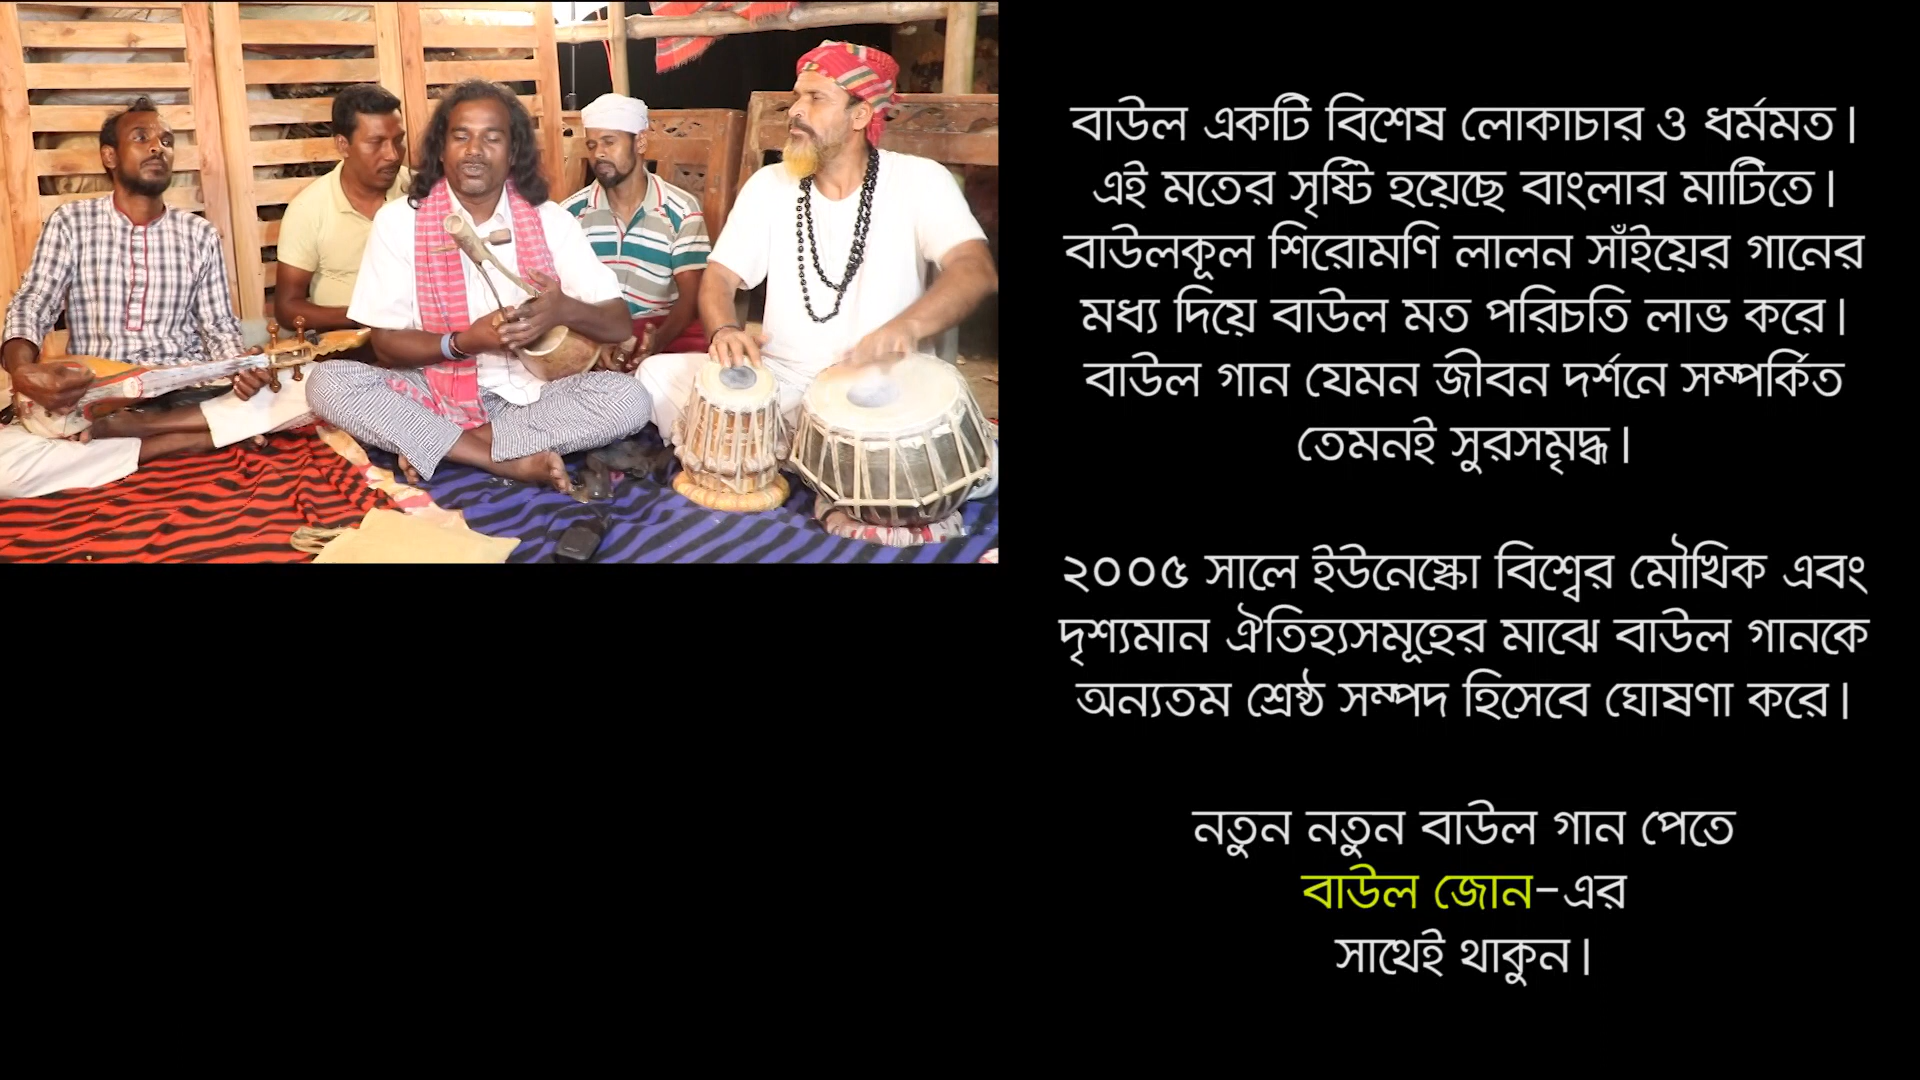 বাউল একটি বিশেষ লোকাচার ও ধর্মমত।
এই মতের সৃষ্টি হয়েছে বাংলার মাটিতে।
বাউলকূল শিরোমণি লালন সাঁইয়ের গানের
মধ্য দিয়ে বাউল মত পরিচতি লাভ করে।
বাউল গান যেমন জীবন দর্শনে সম্পর্কিত
তেমনই সুরসমৃদ্ধ।
২০০৫ সালে ইউনেস্কো বিশ্বের মৌখিক এবং
দৃশ্যমান ঐতিহ্যসমূহের মাঝে বাউল গানকে
অন্যতম শ্রেষ্ঠ সম্পদ হিসেবে ঘোষণা করে।
নতুন নতুন বাউল গান পেতে
বাউল জোন-এর
সাথেই থাকুন।